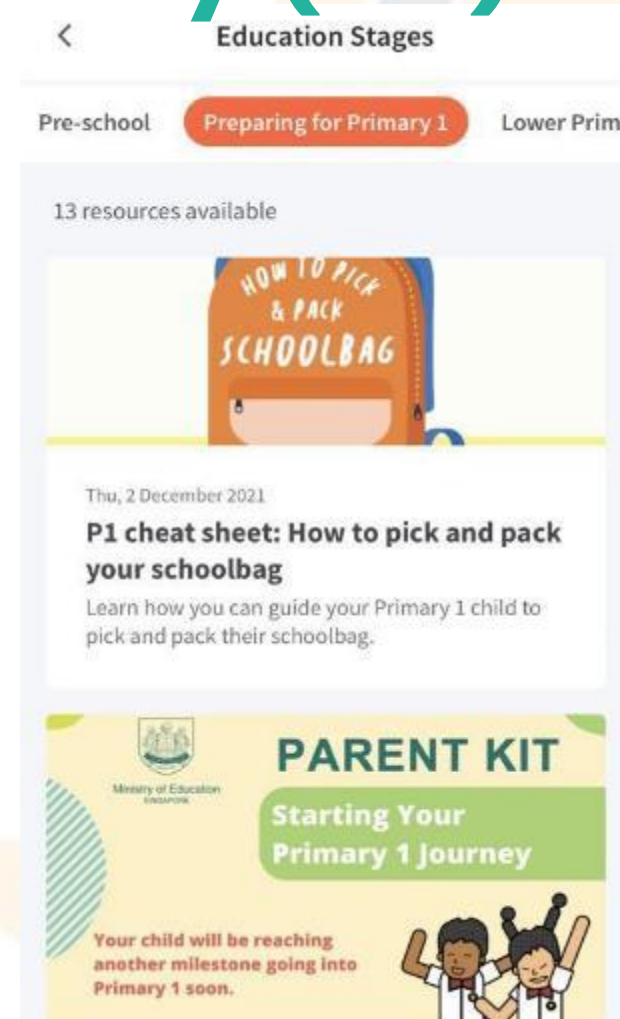 Education Stages
Pre-school Preparing for Primary 1 Lower Prim
13 resources available
HOW TO PICK
& PACK
SCHOOLBAG
Thu, 2 December 2021
P1 cheat sheet: How to pick and pack
your schoolbag
Learn how you can guide your Primary 1 child to
pick and pack their schoolbag.
Ministry of Education
SINGAPORE
PARENT KIT
Starting Your
Primary 1 Journey
Your child will be reaching
another milestone going into
Primary 1 soon.